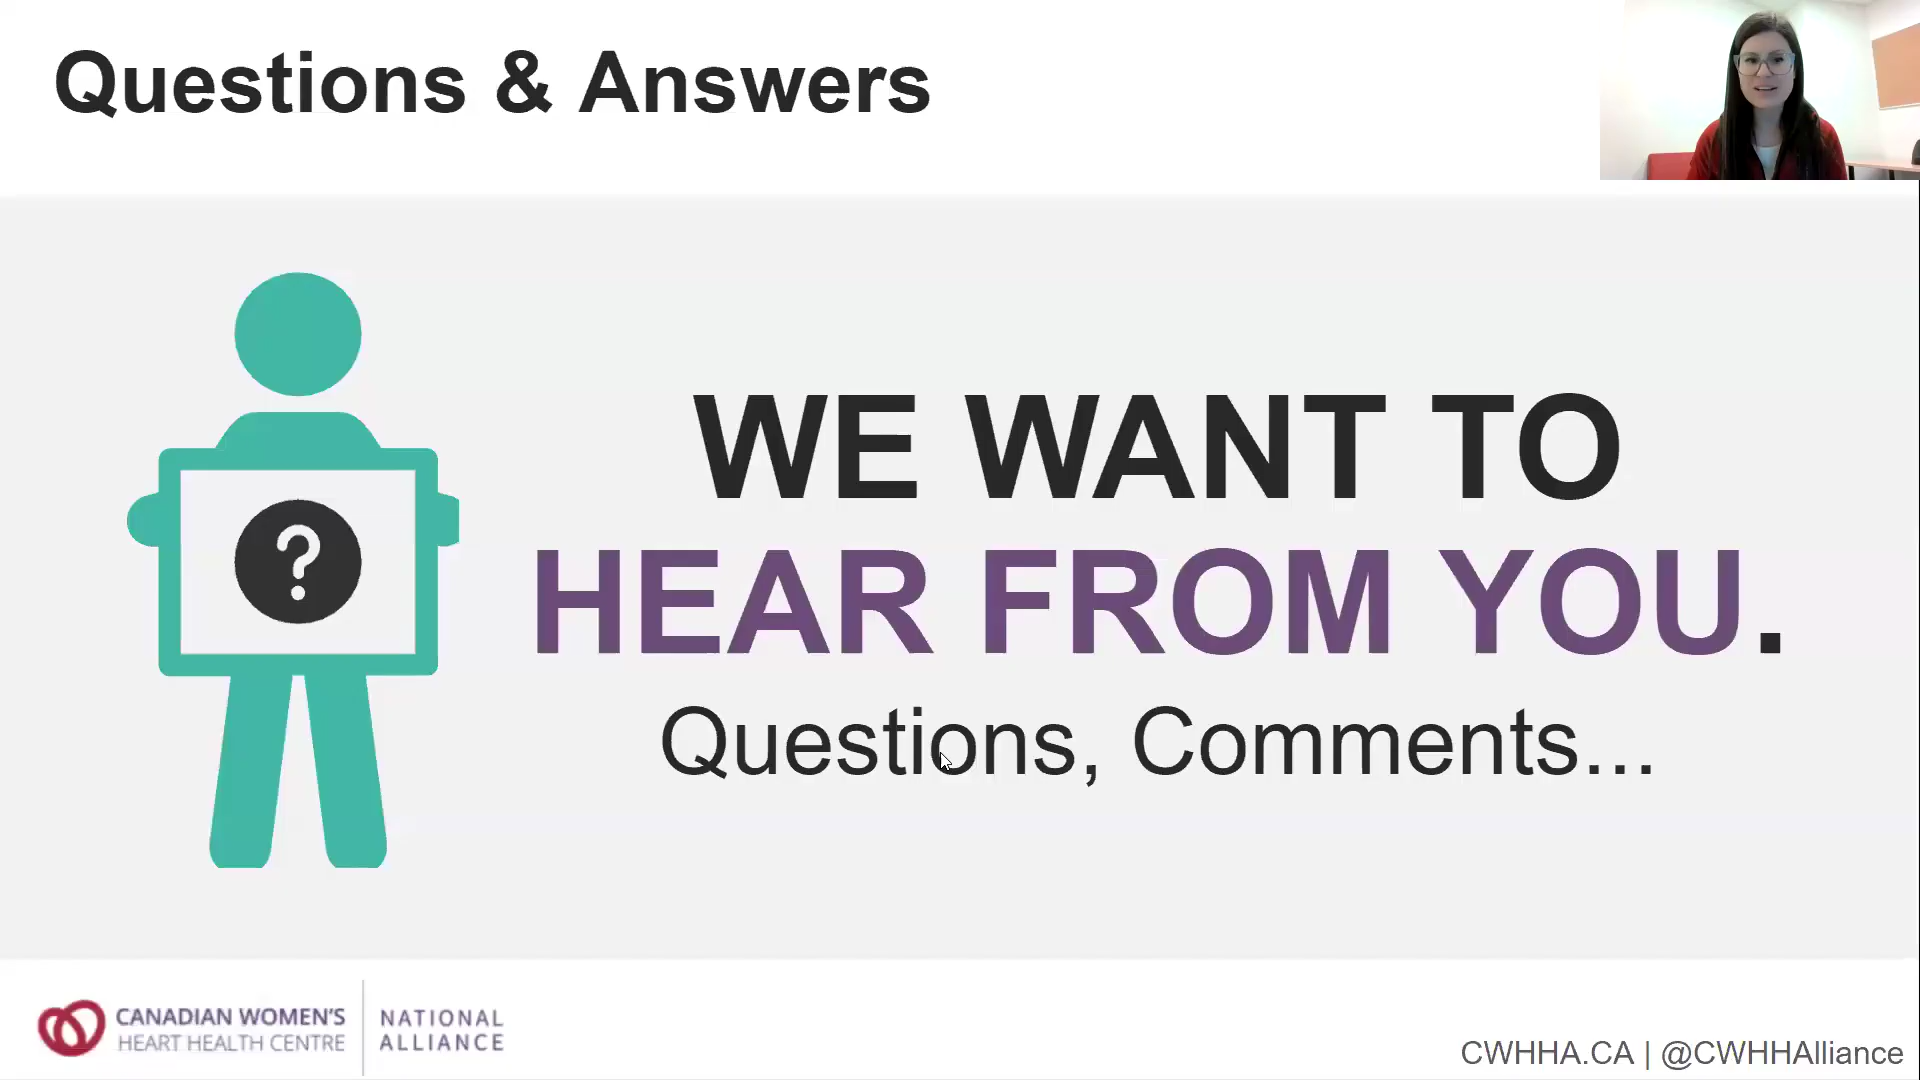 Questions & Answers
?
WE WANT TO
HEAR FROM YOU.
Questions, Comments...
CANADIAN WOMEN'S
HEART HEALTH CENTRE
NATIONAL
ALLIANCE
CWHHA.CA | @CWHHAlliance